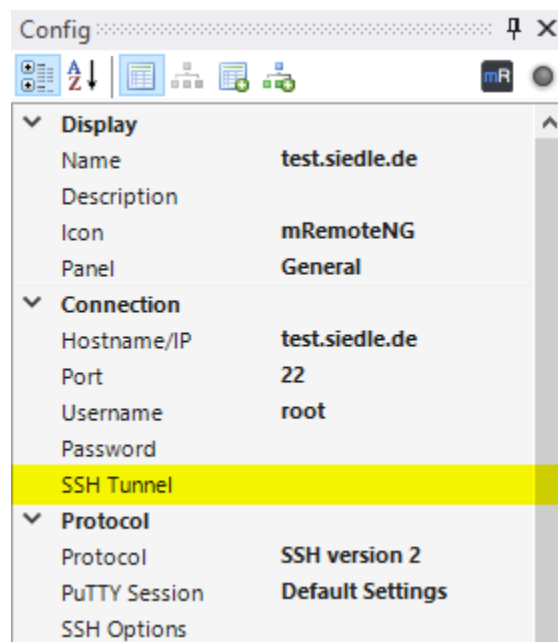 Config
A
Z
mR
Display
Name test.siedle.de
Description
Icon mRemoteNG
Panel General
Connection
Hostname/IP test.siedle.de
Port 22
Username root
Password
SSH Tunnel
Protocol
Protocol SSH version 2
PuTTY Session Default Settings
SSH Options